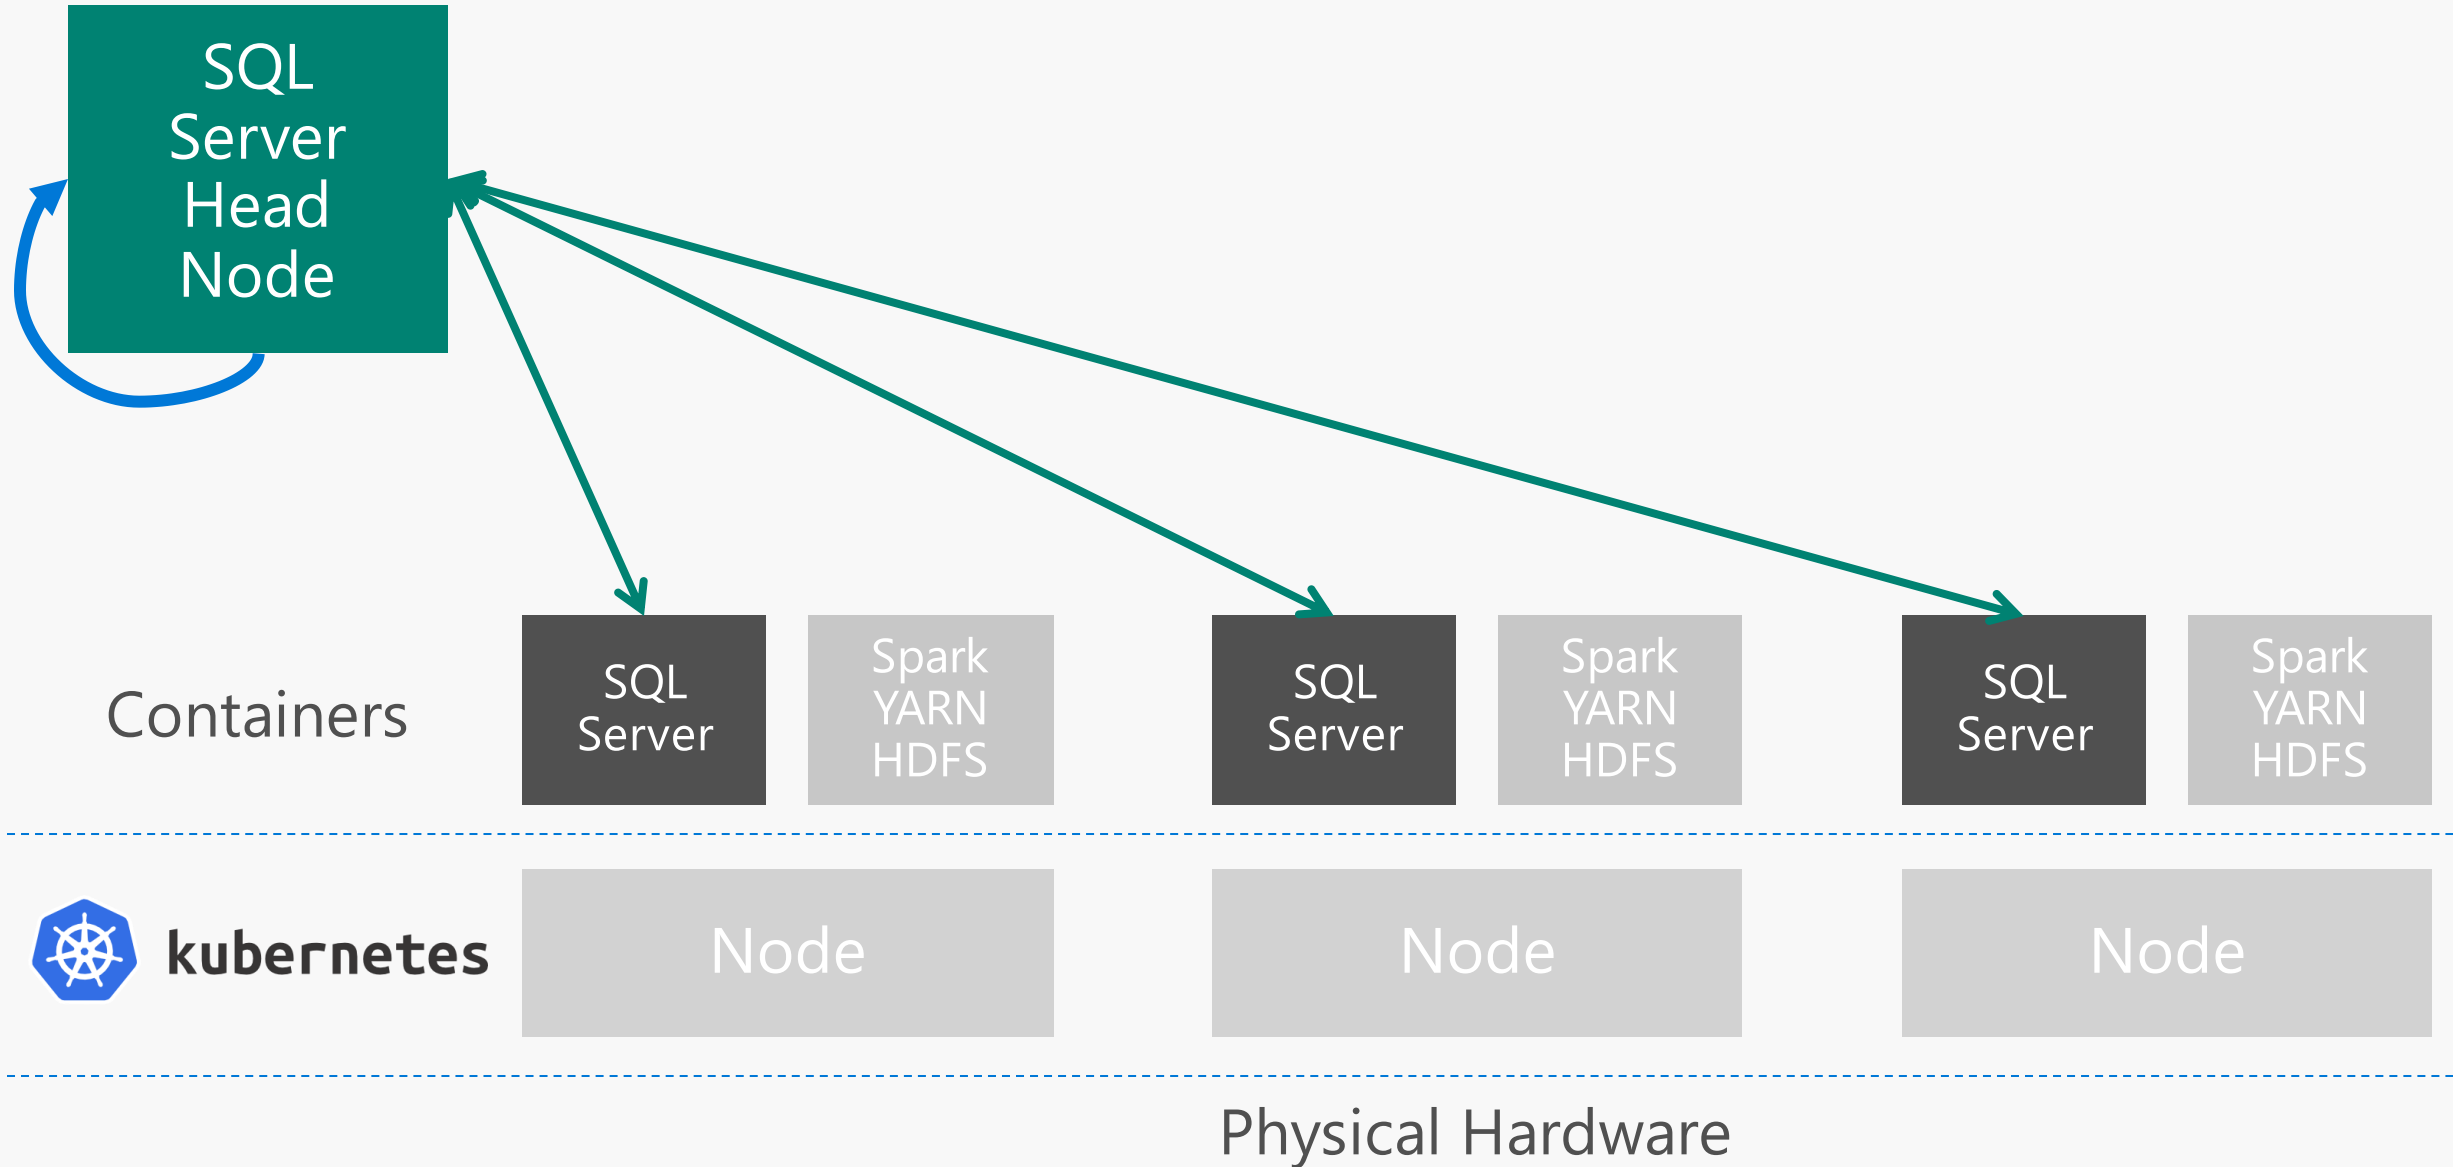 SQL
Server
Head
Node
Containers
SQL
Server
Spark
YARN
HDFS
SQL
Server
Spark
YARN
HDFS
SQL
Server
Spark
YARN
HDFS
kubernetes
Node
Node
Node
Physical Hardware